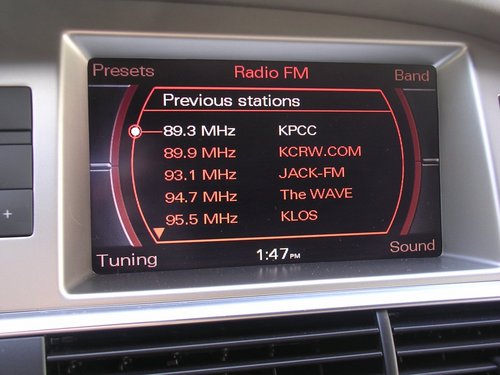 Presets Radio FM Band
Previous stations
89.3 MHz KPCC
89.9 MHz KCRW.COM
93.1 MHz JACK-FM
94.7 MHz The WAVE
95.5 MHz KLOS
Tuning 1:47 PM Sound
+